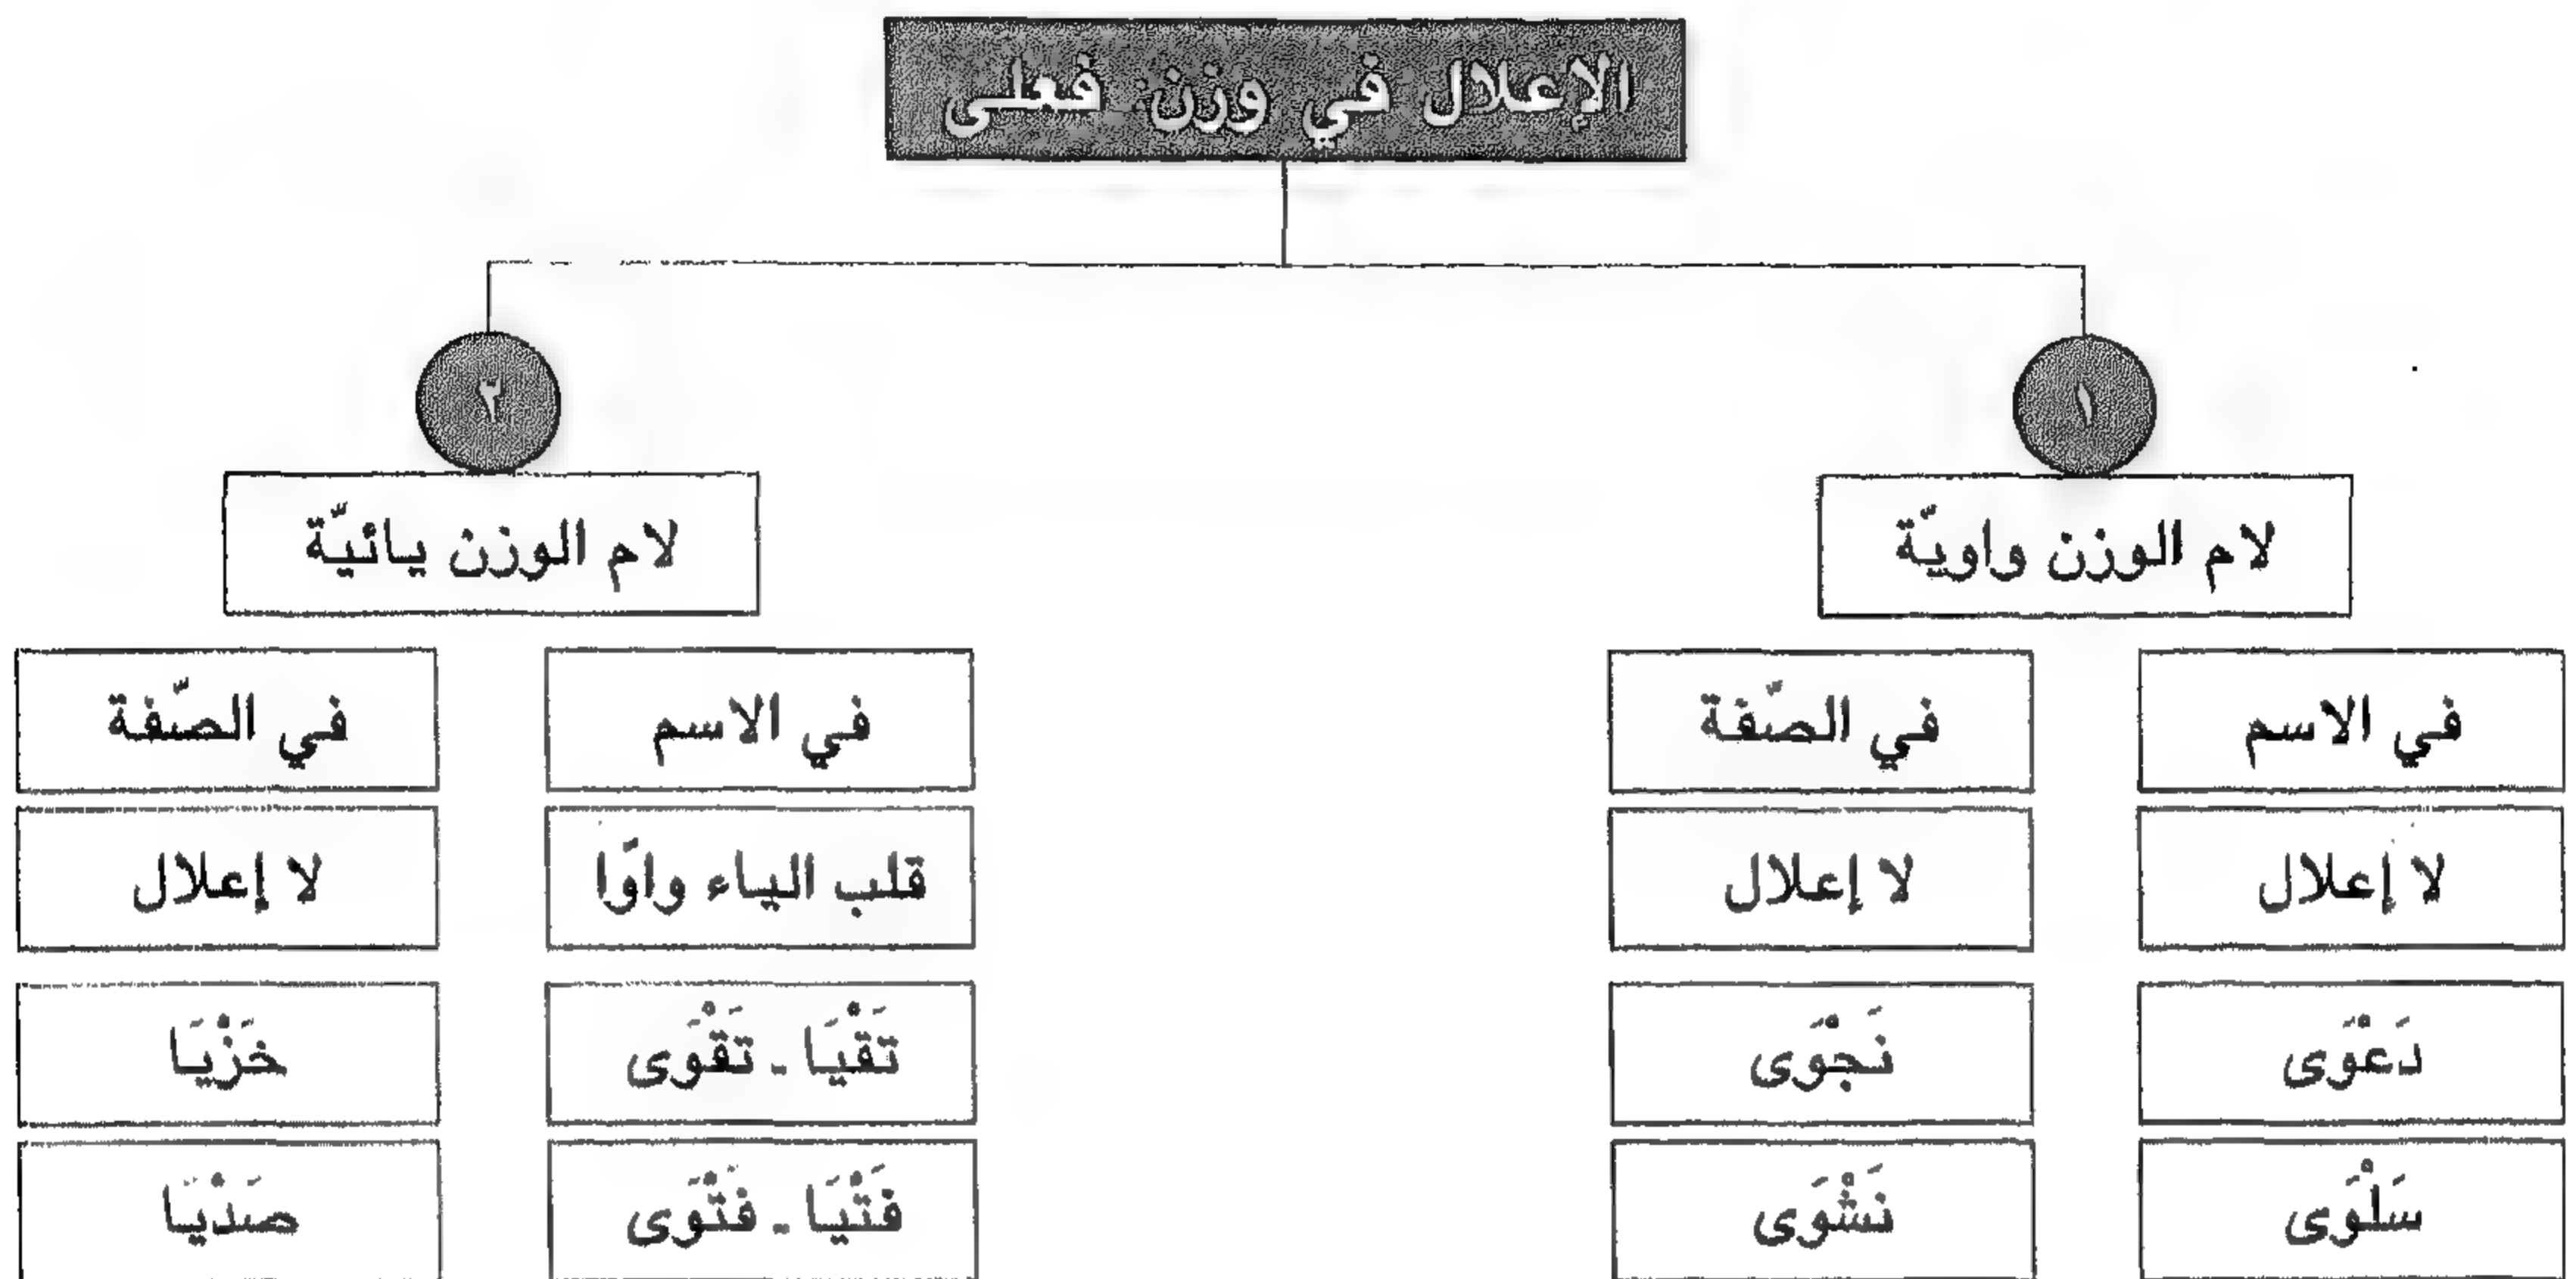 الإعلال في وزن: فعلى
١
٢
لام الوزن واويّة
لام الوزن يائيّة
في الاسم
في الصّفة
في الاسم
في الصّفة
لا إعلال
لا إعلال
قلب الياء واوًا
لا إعلال
دَعْوَى
نَجْوَى
تَقْيَا - تَقْوَى
خَزْيَا
سَلْوَى
نَشْوَى
فَتْيَا - فَتْوَى
صَدْيَا